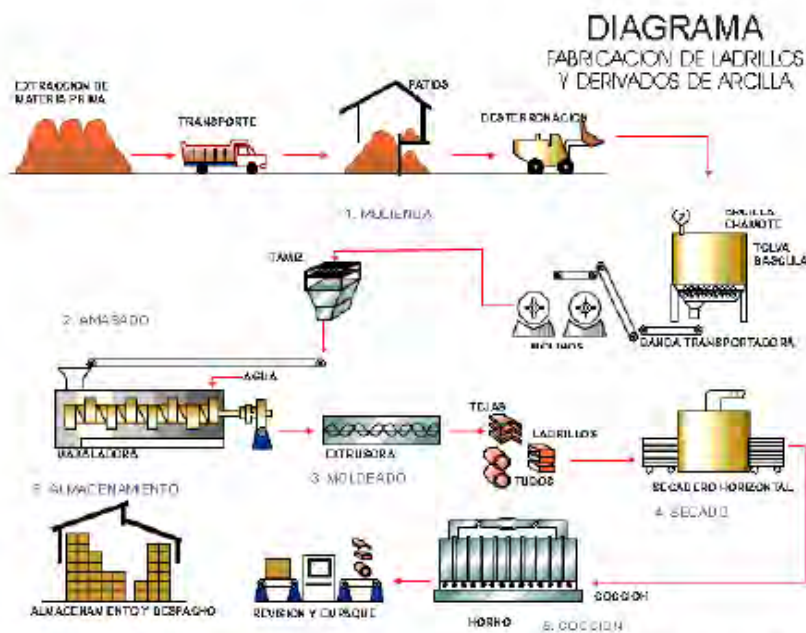 DIAGRAMA
FABRICACION DE LADRILLOS
Y DERIVADOS DE ARCILLA
EXTRACCION DE
MATERIA PRIMA
TRANSPORTE
PATIOS
DESTERRONACION
1. MOLIENDA
ARCILLA
CHAMOTE
TOLVA
BASCULA
TAMIZ
MOLINOS
BANDA TRANSPORTADORA
2. AMASADO
AGUA
TEJAS
LADRILLOS
TUBOS
EXTRUSORA
3. MOLDEADO
SECADERO HORIZONTAL
4. SECADO
ALMACENAMIENTO
COCCION
ALMACENAMIENTO Y DESPACHO
REVISION Y EMPAQUE
HORNO
5. COCCION